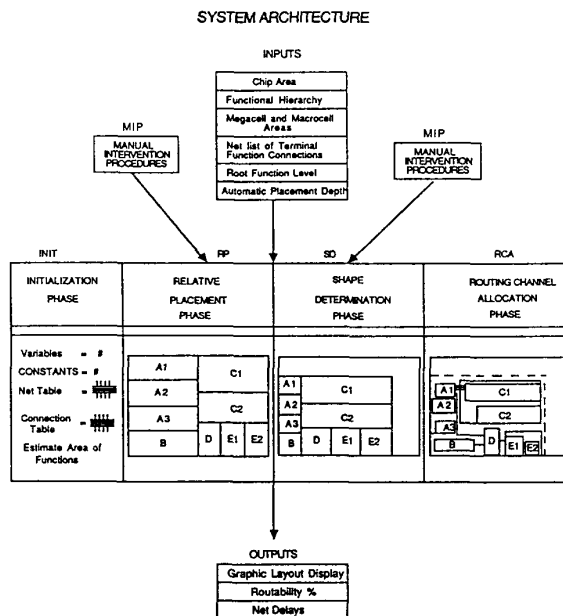 SYSTEM ARCHITECTURE
INPUTS
Chip Area
Functional Hierarchy
Megacell and Macrocell
Areas
Net list of Terminal
Function Connections
Root Function Level
Automatic Placement Depth
MIP
MANUAL
INTERVENTION
PROCEDURES
MIP
MANUAL
INTERVENTION
PROCEDURES
INIT
RP
SD
RCA
INITIALIZATION
PHASE
RELATIVE
PLACEMENT
PHASE
SHAPE
DETERMINATION
PHASE
ROUTING CHANNEL
ALLOCATION
PHASE
Variables = #
CONSTANTS = #
Net Table =
Connection
Table =
Estimate Area of
Functions
A1
A2
A3
B
C1
C2
D
E1
E2
A1
A2
A3
B
C1
C2
D
E1
E2
A1
A2
A3
B
C1
C2
D
E1
E2
OUTPUTS
Graphic Layout Display
Routability %
Net Delays